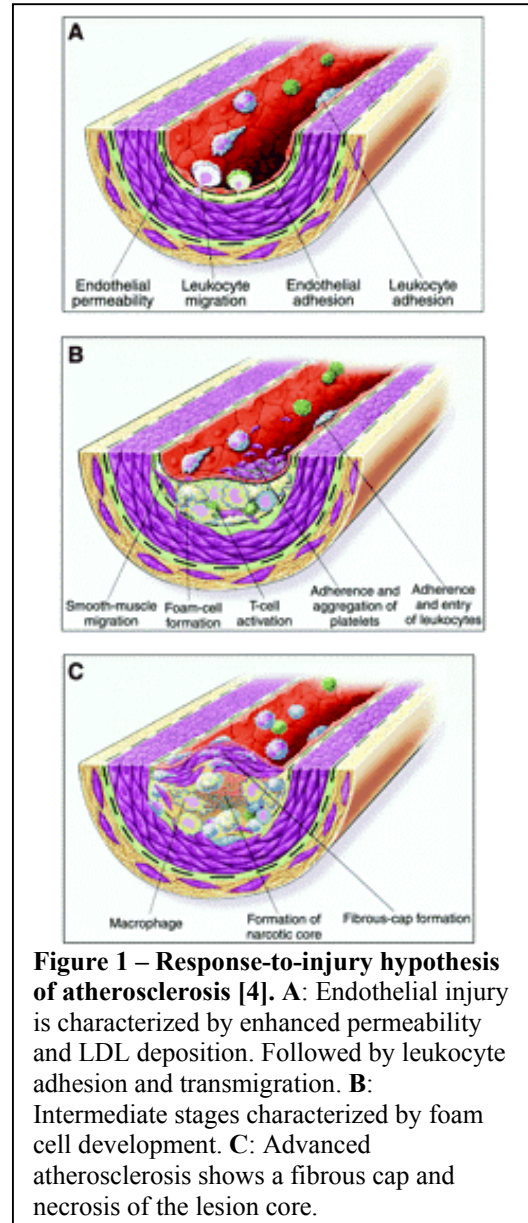 A
Endothelial permeability
Leukocyte migration
Endothelial adhesion
Leukocyte adhesion
B
Smooth-muscle migration
Foam-cell formation
T-cell activation
Adherence and aggregation of platelets
Adherence and entry of leukocytes
C
Macrophage
Formation of narcotic core
Fibrous-cap formation
Figure 1 – Response-to-injury hypothesis
of atherosclerosis [4]. A: Endothelial injury
is characterized by enhanced permeability
and LDL deposition. Followed by leukocyte
adhesion and transmigration. B:
Intermediate stages characterized by foam
cell development. C: Advanced
atherosclerosis shows a fibrous cap and
necrosis of the lesion core.